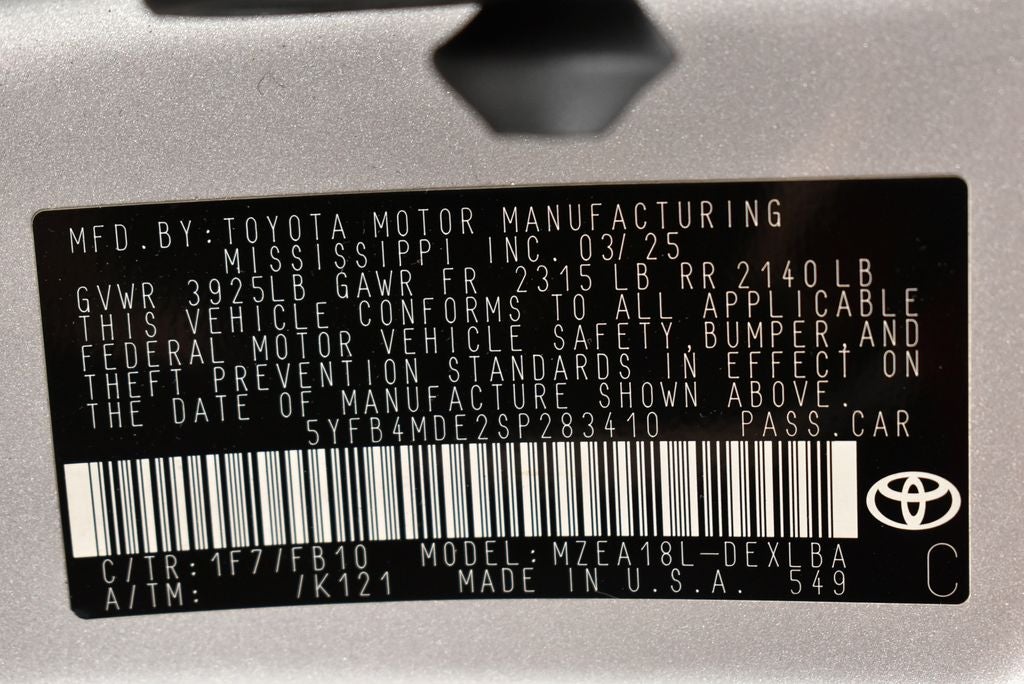 MFD.BY:TOYOTA MOTOR MANUFACTURING
MISSISSIPPI INC. 03/25
GVWR 3925LB GAWR FR 2315 LB RR 2140 LB
THIS VEHICLE CONFORMS TO ALL APPLICABLE
FEDERAL MOTOR VEHICLE SAFETY,BUMPER,AND
THEFT PREVENTION STANDARDS IN EFFECT ON
THE DATE OF MANUFACTURE SHOWN ABOVE.
5YFB4MDE2SP283410 PASS.CAR
C/TR:1F7/FB10 MODEL:MZEA18L-DEXLBA
A/TM: /K121 MADE IN U.S.A. 549
C